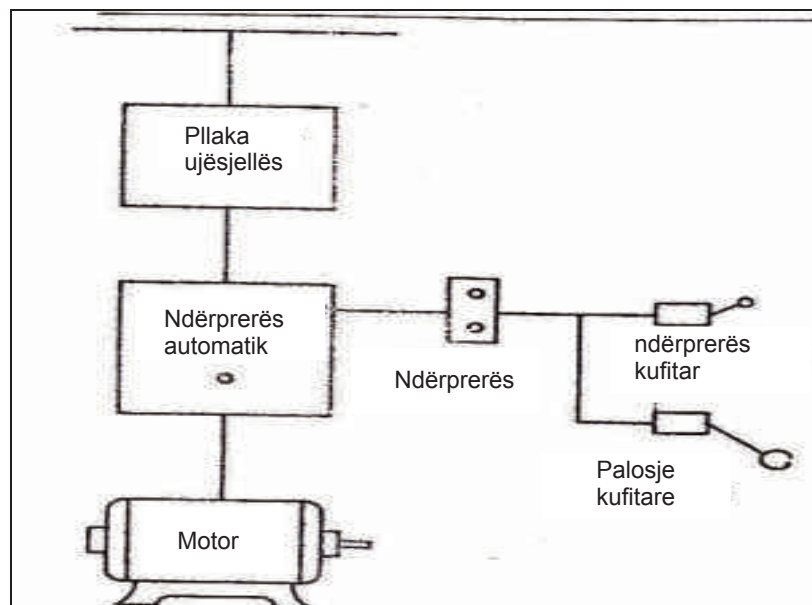 Pllaka
ujësjellës
Ndërprerës
automatik
Ndërprerës
ndërprerës
kufitar
Palosje
kufitare
Motor